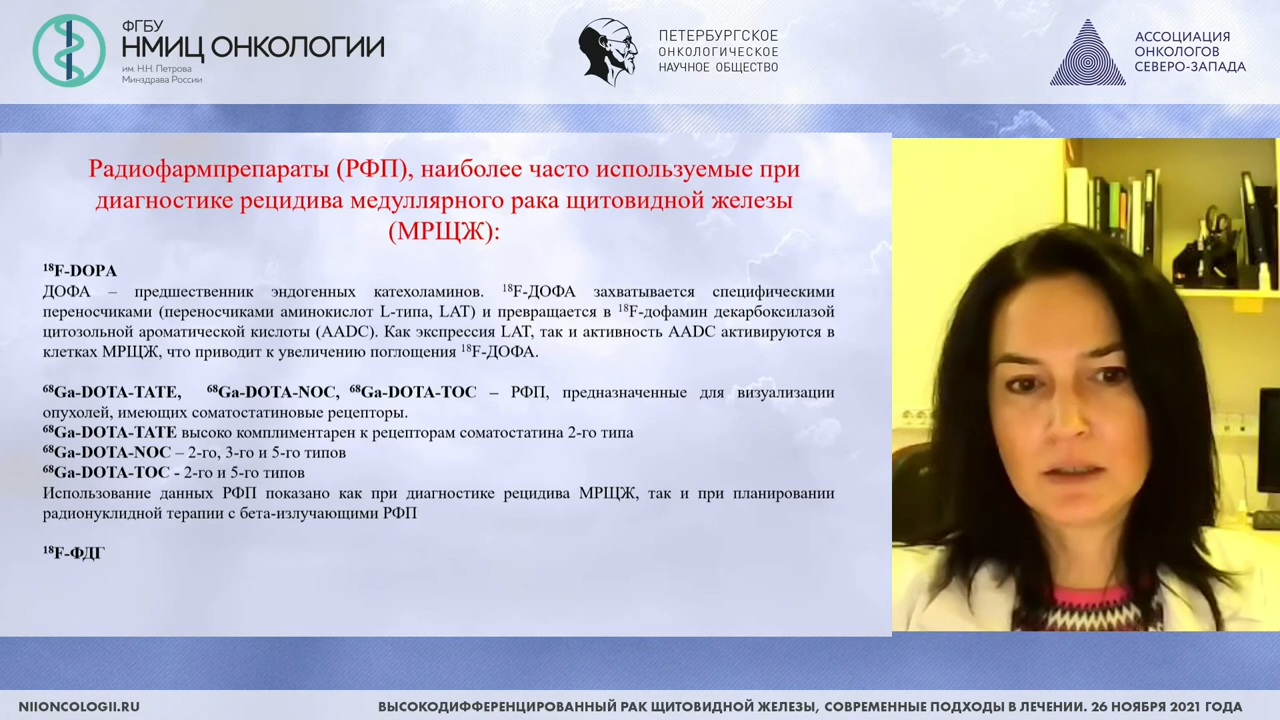 ФГБУ
НМИЦ ОНКОЛОГИИ
им. Н.Н. Петрова
Минздрава России
ПЕТЕРБУРГСКОЕ
ОНКОЛОГИЧЕСКОЕ
НАУЧНОЕ ОБЩЕСТВО
АССОЦИАЦИЯ
ОНКОЛОГОВ
СЕВЕРО-ЗАПАДА
Радиофармпрепараты (РФП), наиболее часто используемые при
диагностике рецидива медуллярного рака щитовидной железы
(МРЩЖ):
¹⁸F-DOPA
ДОФА – предшественник эндогенных катехоламинов. ¹⁸F-ДОФА захватывается специфическими
переносчиками (переносчиками аминокислот L-типа, LAT) и превращается в ¹⁸F-дофамин декарбоксилазой
цитозольной ароматической кислоты (AADC). Как экспрессия LAT, так и активность AADC активируются в
клетках МРЩЖ, что приводит к увеличению поглощения ¹⁸F-ДОФА.
⁶⁸Ga-DOTA-TATE, ⁶⁸Ga-DOTA-NOC, ⁶⁸Ga-DOTA-TOC – РФП, предназначенные для визуализации
опухолей, имеющих соматостатиновые рецепторы.
⁶⁸Ga-DOTA-TATE высоко комплиментарен к рецепторам соматостатина 2-го типа
⁶⁸Ga-DOTA-NOC – 2-го, 3-го и 5-го типов
⁶⁸Ga-DOTA-TOC - 2-го и 5-го типов
Использование данных РФП показано как при диагностике рецидива МРЩЖ, так и при планировании
радионуклидной терапии с бета-излучающими РФП
¹⁸F-ФДГ
NIIONCOLOGII.RU
ВЫСОКОДИФФЕРЕНЦИРОВАННЫЙ РАК ЩИТОВИДНОЙ ЖЕЛЕЗЫ, СОВРЕМЕННЫЕ ПОДХОДЫ В ЛЕЧЕНИИ. 26 НОЯБРЯ 2021 ГОДА